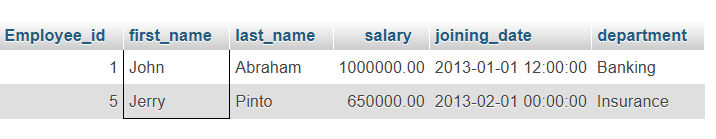 Employee_id first_name last_name salary joining_date department
1 John Abraham 1000000.00 2013-01-01 12:00:00 Banking
5 Jerry Pinto 650000.00 2013-02-01 00:00:00 Insurance